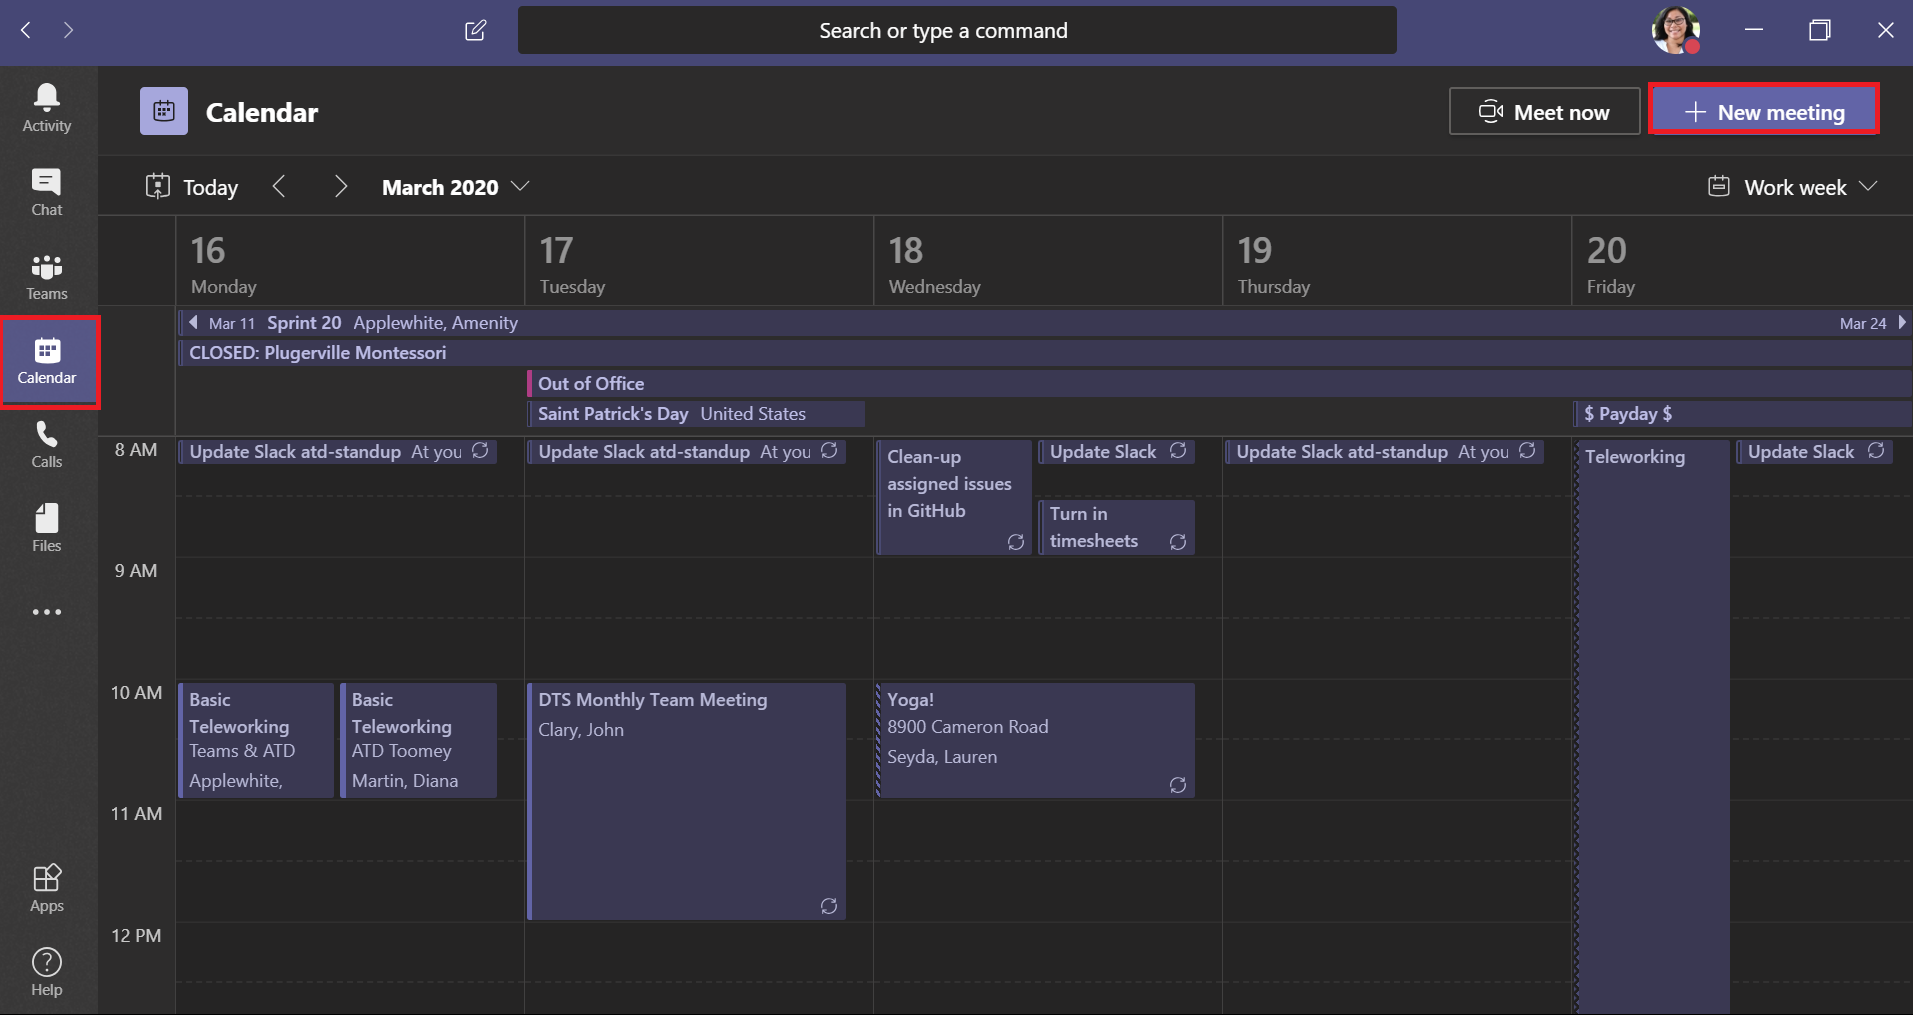 Search or type a command
Activity
Chat
Teams
Calendar
Calls
Files
Apps
Help
Calendar
Meet now
New meeting
Today
March 2020
Work week
16
Monday
17
Tuesday
18
Wednesday
19
Thursday
20
Friday
Mar 11 Sprint 20 Applewhite, Amenity Mar 24
CLOSED: Plugerville Montessori
Out of Office
Saint Patrick's Day United States
$ Payday $
8 AM
9 AM
10 AM
11 AM
12 PM
Update Slack atd-standup At you
Basic
Teleworking
Teams & ATD
Applewhite,
Basic
Teleworking
ATD Toomey
Martin, Diana
Update Slack atd-standup At you
DTS Monthly Team Meeting
Clary, John
Clean-up
assigned issues
in GitHub
Update Slack
Turn in
timesheets
Yoga!
8900 Cameron Road
Seyda, Lauren
Update Slack atd-standup At you
Teleworking
Update Slack